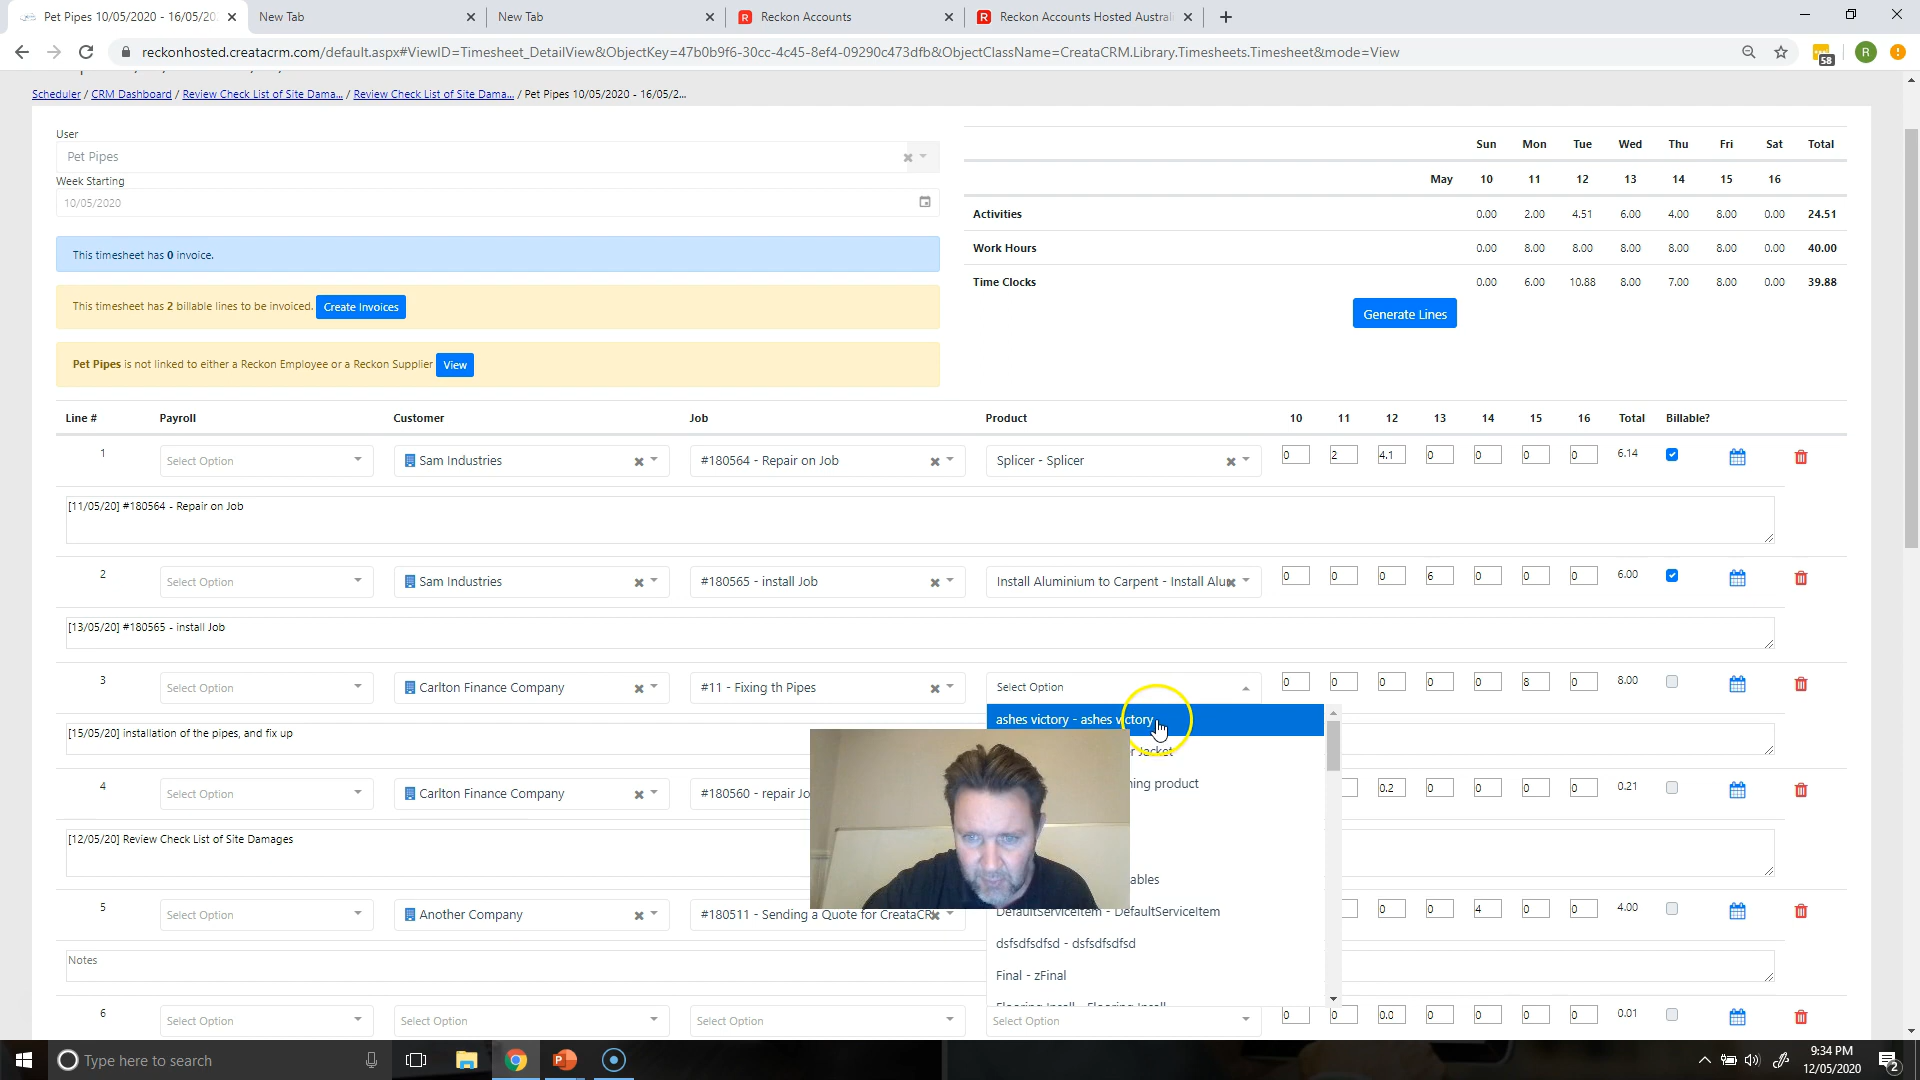 Pet Pipes 10/05/2020 - 16/05/20
New Tab
New Tab
Reckon Accounts
Reckon Accounts Hosted Austral
reckonhosted.creatacrm.com/default.aspx#ViewID=Timesheet_DetailView&ObjectKey=47b0b9f6-30cc-4c45-8ef4-09290c473dfb&ObjectClassName=CreataCRM.Library.Timesheets.Timesheet&mode=View
58
R
Scheduler / CRM Dashboard / Review Check List of Site Dama... / Review Check List of Site Dama... / Pet Pipes 10/05/2020 - 16/05/2...
User
Pet Pipes
Week Starting
10/05/2020
This timesheet has 0 invoice.
This timesheet has 2 billable lines to be invoiced. Create Invoices
Pet Pipes is not linked to either a Reckon Employee or a Reckon Supplier View
Sun Mon Tue Wed Thu Fri Sat Total
May 10 11 12 13 14 15 16
Activities 0.00 2.00 4.51 6.00 4.00 8.00 0.00 24.51
Work Hours 0.00 8.00 8.00 8.00 8.00 8.00 0.00 40.00
Time Clocks 0.00 6.00 10.88 8.00 7.00 8.00 0.00 39.88
Generate Lines
Line # Payroll Customer Job Product 10 11 12 13 14 15 16 Total Billable?
1 Select Option Sam Industries #180564 - Repair on Job Splicer - Splicer 0 2 4.1 0 0 0 0 6.14
[11/05/20] #180564 - Repair on Job
2 Select Option Sam Industries #180565 - install Job Install Aluminium to Carpent - Install Alu 0 0 0 6 0 0 0 6.00
[13/05/20] #180565 - install Job
3 Select Option Carlton Finance Company #11 - Fixing th Pipes Select Option 0 0 0 0 0 8 0 8.00
ashes victory - ashes victory
[15/05/20] installation of the pipes, and fix up
r Jacket
ning product
4 Select Option Carlton Finance Company #180560 - repair Jo 0.2 0 0 0 0 0.21
[12/05/20] Review Check List of Site Damages
ables
5 Select Option Another Company #180511 - Sending a Quote for CreataCR 0 0 4 0 0 4.00
DefaultServiceItem - DefaultServiceItem
dsfsdfsdfsd - dsfsdfsdfsd
Notes
Final - zFinal
6 Select Option Select Option Select Option Select Option 0 0 0.0 0 0 0 0 0.01
Type here to search
9:34 PM
12/05/2020
2